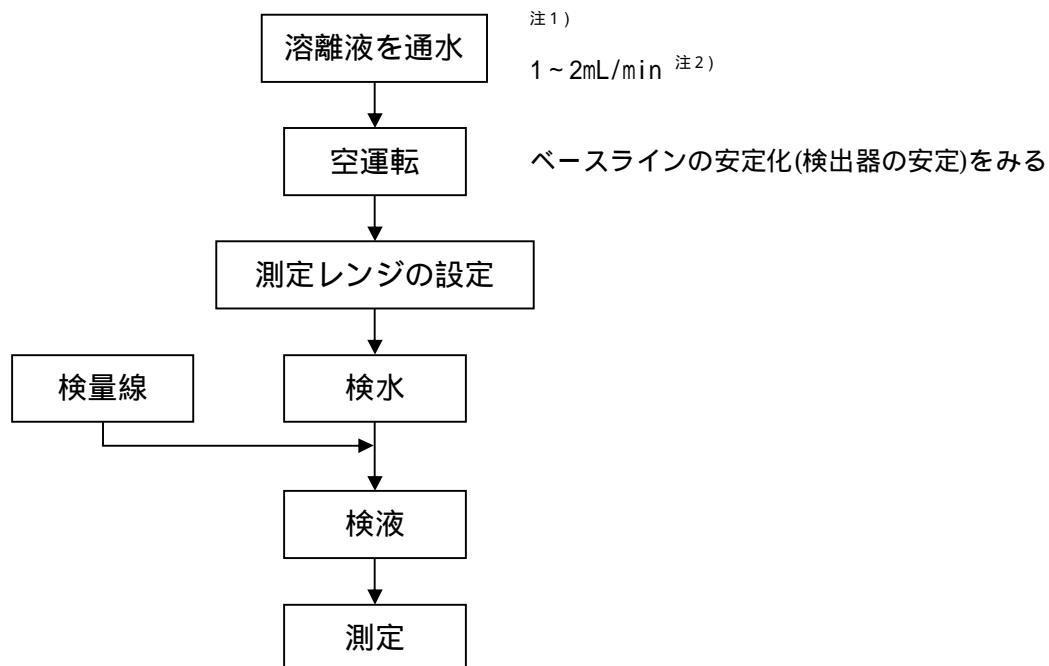 注1)
溶離液を通水
1~2mL/min 注2)
空運転
ベースラインの安定化(検出器の安定)をみる
測定レンジの設定
検量線
検水
検液
測定